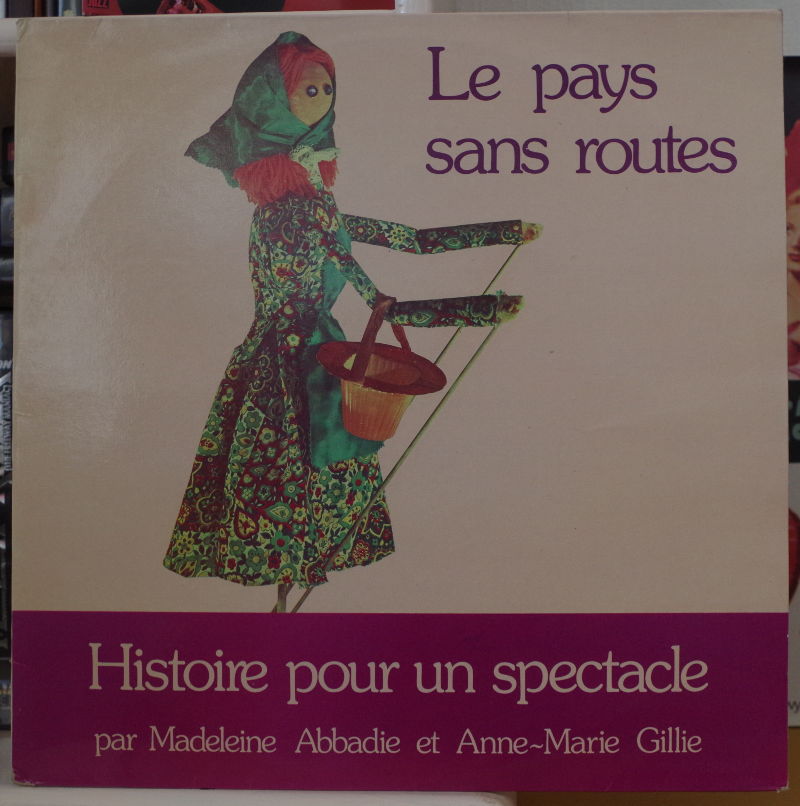 Le pays
sans routes
Histoire pour un spectacle
par Madeleine Abbadie et Anne~Marie Gillie